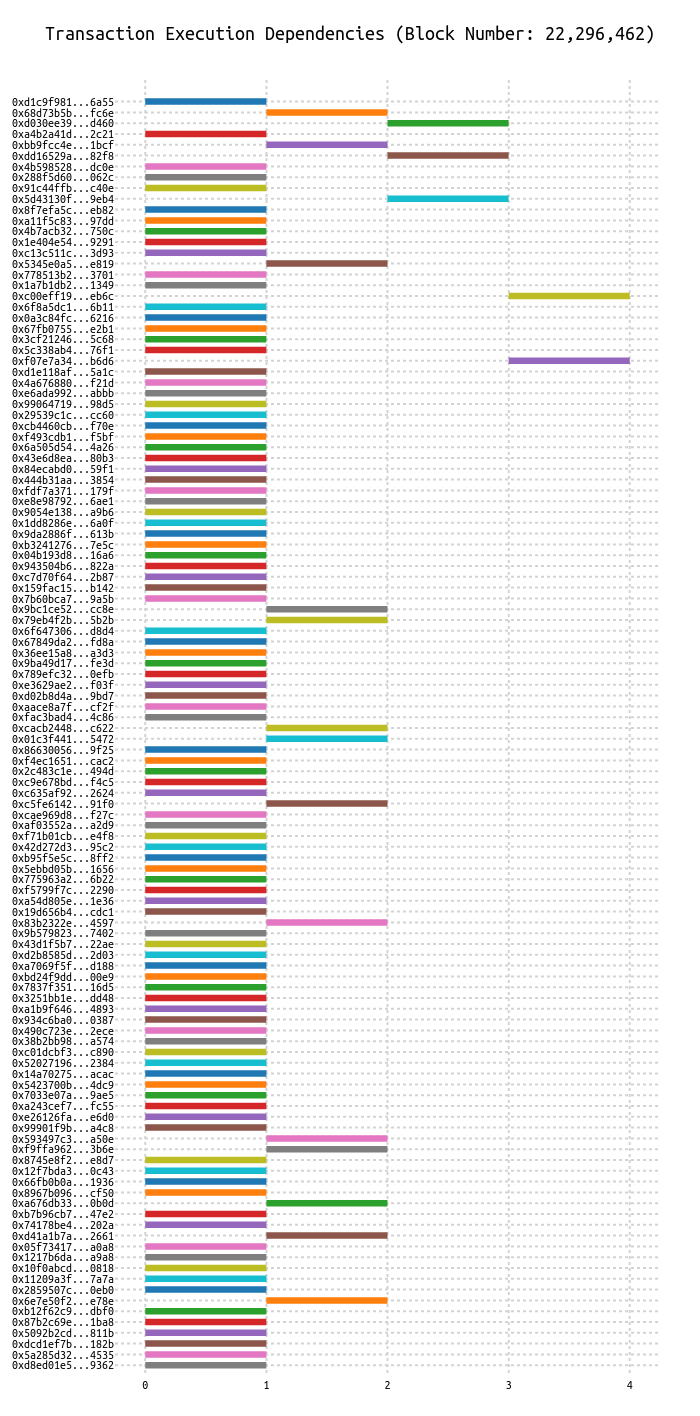 Transaction Execution Dependencies (Block Number: 22,296,462)
0xd1c9f981...6a55
0x68d73b5b...fc6e
0xd030ee39...d460
0xa4b2a41d...2c21
0xbb9fcc4e...1bcf
0xdd16529a...82f8
0x4b598528...dc0e
0x288f5d60...062c
0x91c44ffb...c40e
0x5d43130f...9eb4
0x8f7efa5c...eb82
0xa11f5c83...97dd
0x4b7acb32...750c
0x1e404e54...9291
0xc13c511c...3d93
0x5345e0a5...e819
0x778513b2...3701
0x1a7b1db2...1349
0xc00eff19...eb6c
0x6f8a5dc1...6b11
0x0a3c84fc...6216
0x67fb0755...e2b1
0x3cf21246...5c68
0x5c338ab4...76f1
0xf07e7a34...b6d6
0xd1e118af...5a1c
0x4a676880...f21d
0xe6ada992...abbb
0x99064719...98d5
0x29539c1c...cc60
0xcb4460cb...f70e
0xf493cdb1...f5bf
0x6a505d54...4a26
0x43e6d8ea...80b3
0x84ecabd0...59f1
0x444b31aa...3854
0xfdf7a371...179f
0xe8e98792...6ae1
0x9054e138...a9b6
0x1dd8286e...6a0f
0x9da2886f...613b
0xb3241276...7e5c
0x04b193d8...16a6
0x943504b6...822a
0xc7d70f64...2b87
0x159fac15...b142
0x7b60bca7...9a5b
0x9bc1ce52...cc8e
0x79eb4f2b...5b2b
0x6f647306...d8d4
0x67849da2...fd8a
0x36ee15a8...a3d3
0x9ba49d17...fe3d
0x789efc32...0efb
0xe3629ae2...f03f
0xd02b8d4a...9bd7
0xaace8a7f...cf2f
0xfac3bad4...4c86
0xcacb2448...c622
0x01c3f441...5472
0x86630056...9f25
0xf4ec1651...cac2
0x2c483c1e...494d
0xc9e678bd...f4c5
0xc635af92...2624
0xc5fe6142...91f0
0xcae969d8...f27c
0xaf03552a...a2d9
0xf71b01cb...e4f8
0x42d272d3...95c2
0xb95f5e5c...8ff2
0x5ebbd05b...1656
0x775963a2...6b22
0xf5799f7c...2290
0xa54d805e...1e36
0x19d656b4...cdc1
0x83b2322e...4597
0x9b579823...7402
0x43d1f5b7...22ae
0xd2b8585d...2d03
0xa7069f5f...d188
0xbd24f9dd...00e9
0x7837f351...16d5
0x3251bb1e...dd48
0xa1b9f646...4893
0x934c6ba0...0387
0x490c723e...2ece
0x38b2bb98...a574
0xc01dcbf3...c890
0x52027196...2384
0x14a70275...acac
0x5423700b...4dc9
0x7033e07a...9ae5
0xa243cef7...fc55
0xe26126fa...e6d0
0x99901f9b...a4c8
0x593497c3...a50e
0xf9ffa962...3b6e
0x8745e8f2...e8d7
0x12f7bda3...0c43
0x66fb0b0a...1936
0x8967b096...cf50
0xa676db33...0b0d
0xb7b96cb7...47e2
0x74178be4...202a
0xd41a1b7a...2661
0x05f73417...a0a8
0x1217b6da...a9a8
0x10f0abcd...0818
0x11209a3f...7a7a
0x2859507c...0eb0
0x6e7e50f2...e78e
0xb12f62c9...dbf0
0x87b2c69e...1ba8
0x5092b2cd...811b
0xdcd1ef7b...182b
0x5a285d32...4535
0xd8ed01e5...9362
0 1 2 3 4